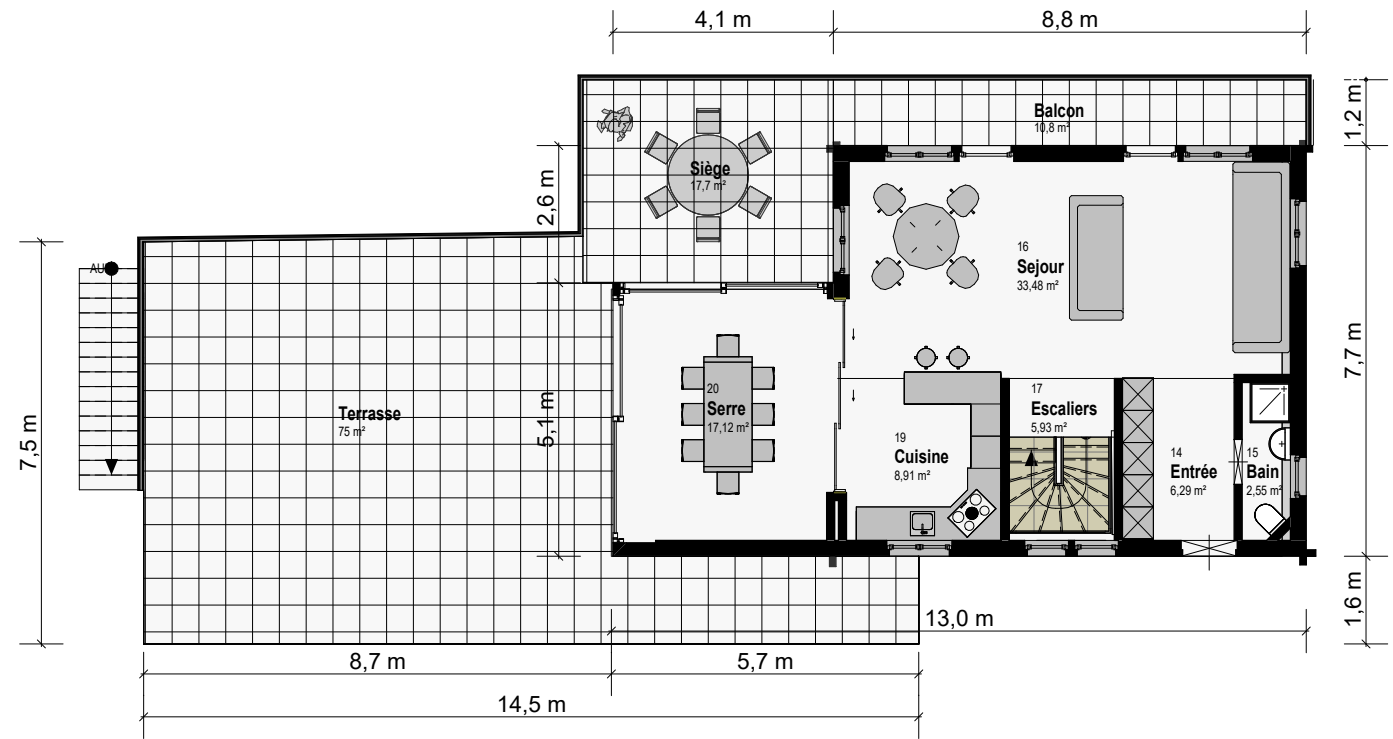 4,1 m
8,8 m
Balcon
10,8 m²
1,2 m
Siège
17,7 m²
2,6 m
16
Sejour
33,48 m²
AU
7,7 m
7,5 m
Terrasse
75 m²
5,1 m
20
Serre
17,12 m²
17
Escaliers
5,93 m²
19
Cuisine
8,91 m²
14
Entrée
6,29 m²
15
Bain
2,55 m²
1,6 m
13,0 m
8,7 m
5,7 m
14,5 m